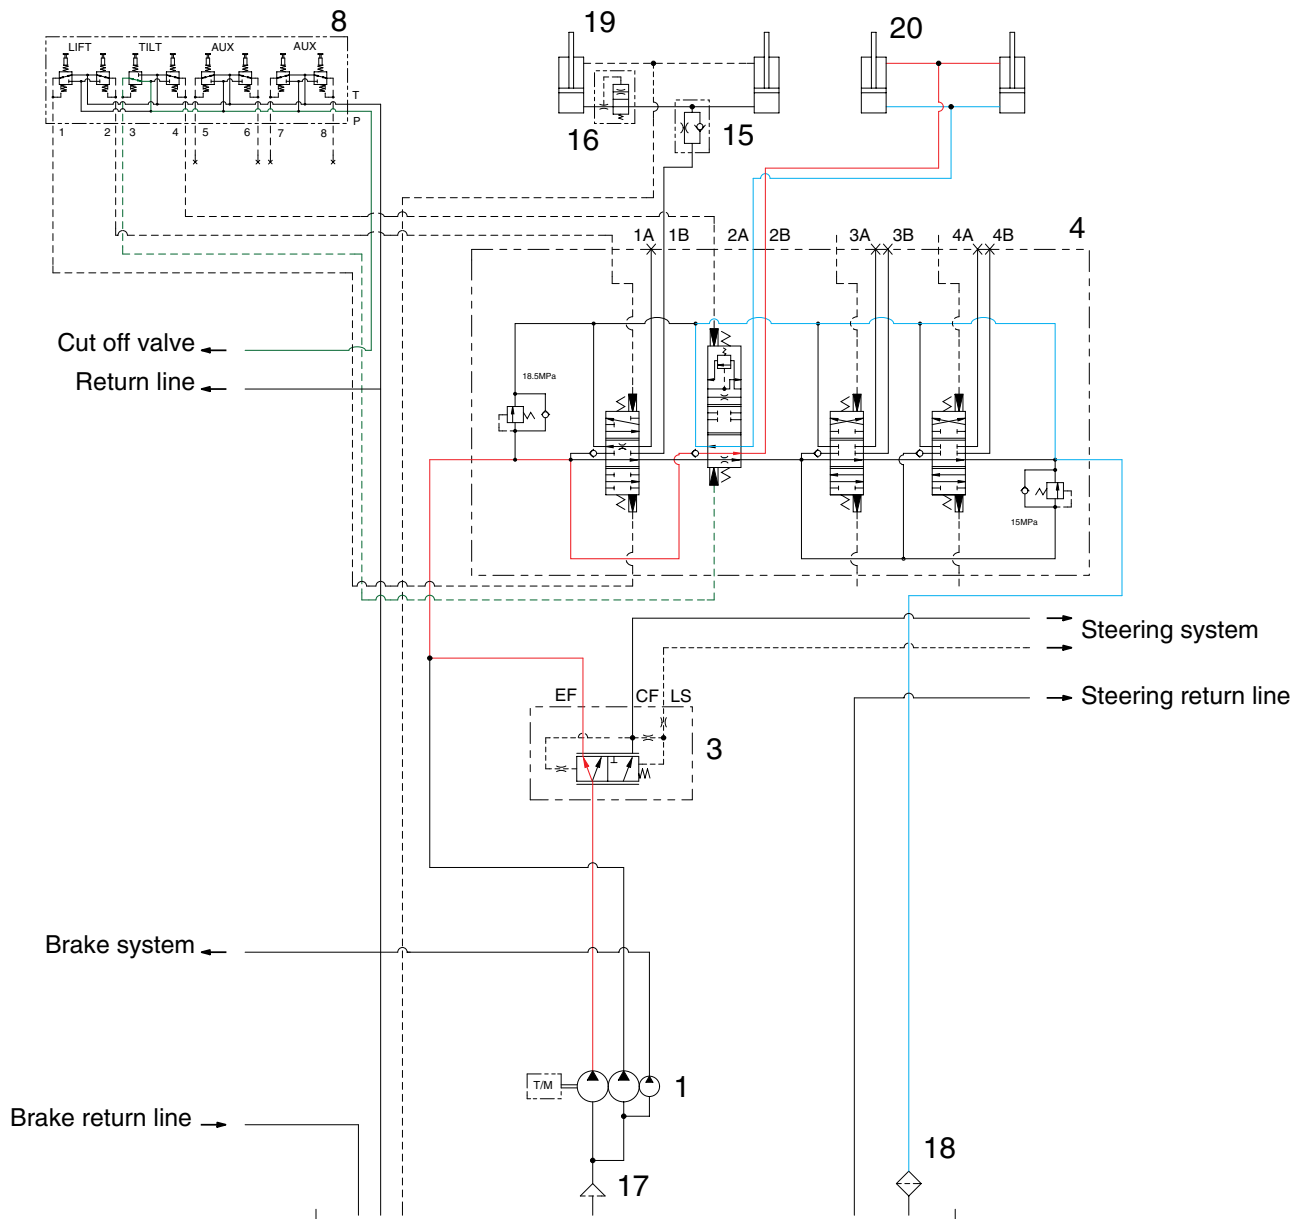 8
19
20
LIFT TILT AUX AUX
T
P
1 2 3 4 5 6 7 8
16
15
1A 1B 2A 2B 3A 3B 4A 4B
4
Cut off valve
Return line
18.5MPa
15MPa
Steering system
EF CF LS
Steering return line
3
Brake system
T/M
1
Brake return line
17
18